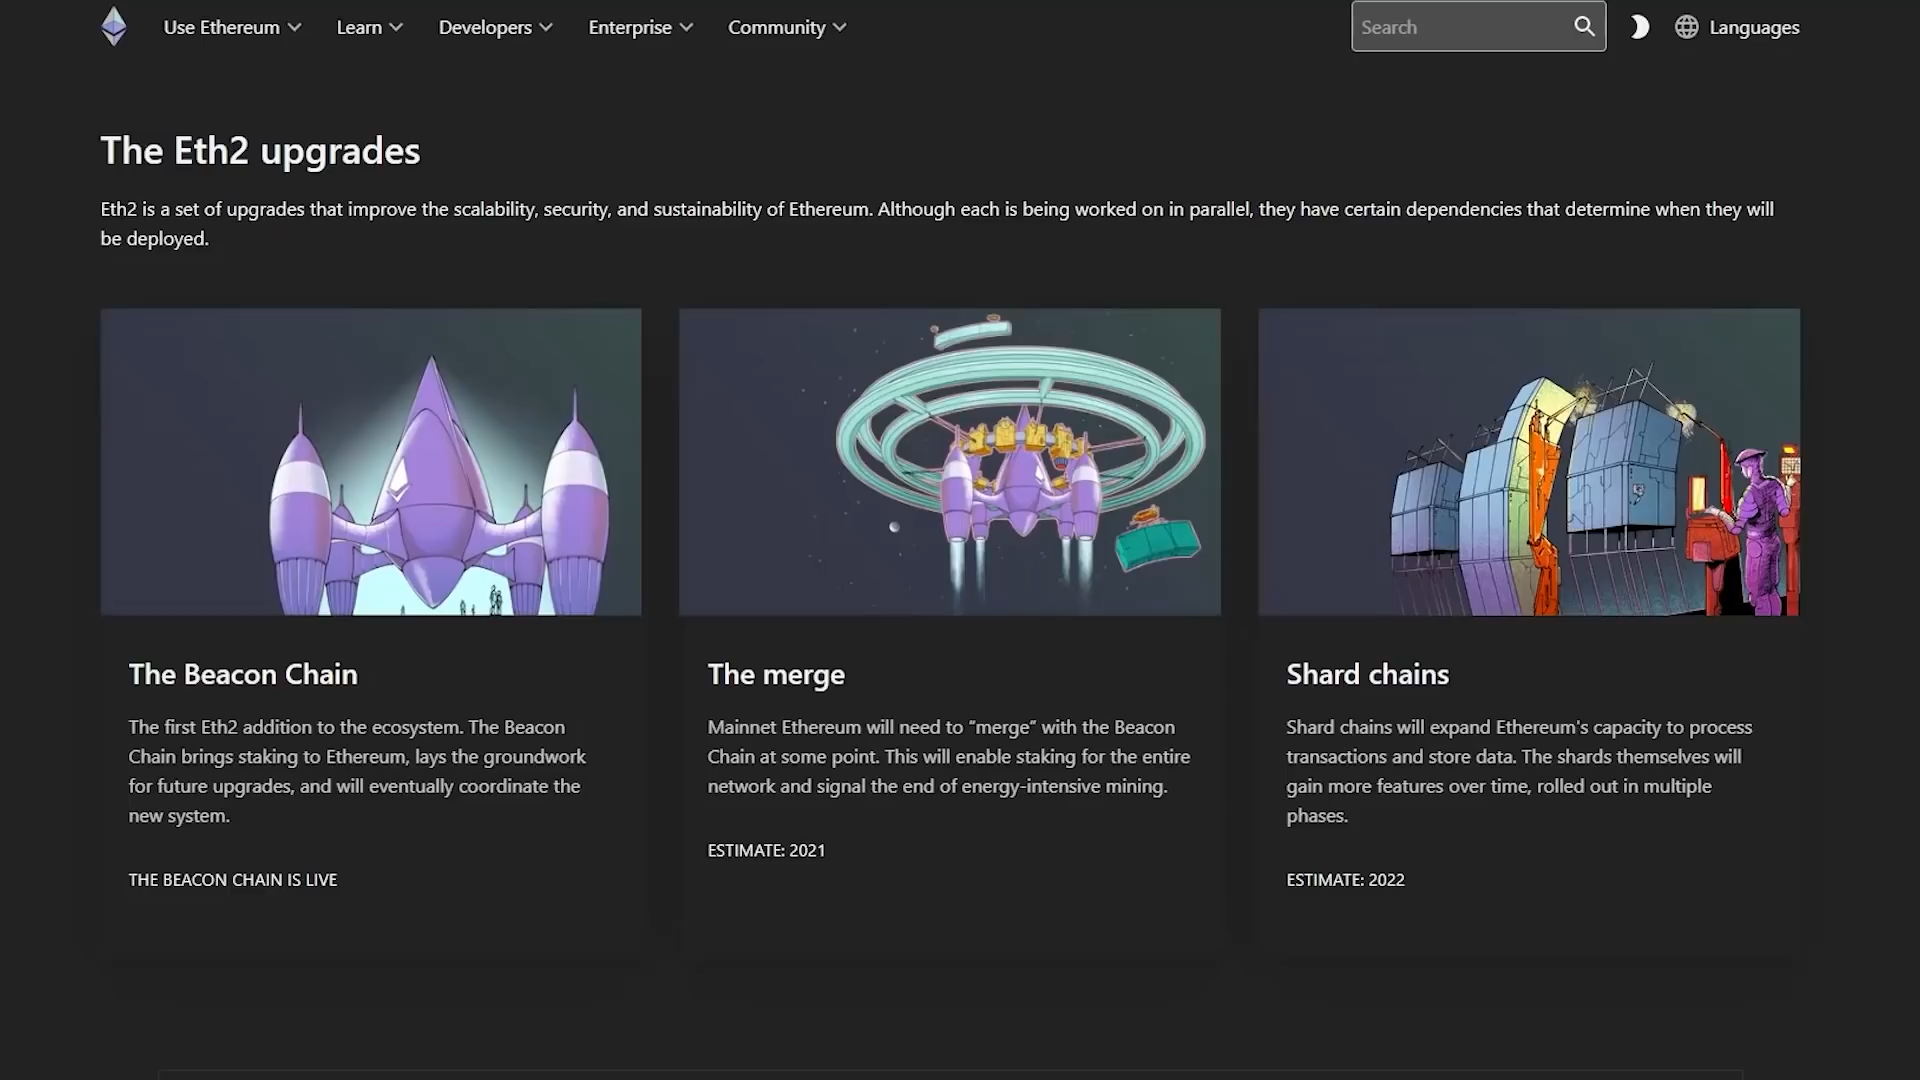 Use Ethereum Learn Developers Enterprise Community Search Languages
The Eth2 upgrades
Eth2 is a set of upgrades that improve the scalability, security, and sustainability of Ethereum. Although each is being worked on in parallel, they have certain dependencies that determine when they will
be deployed.
The Beacon Chain
The first Eth2 addition to the ecosystem. The Beacon
Chain brings staking to Ethereum, lays the groundwork
for future upgrades, and will eventually coordinate the
new system.
THE BEACON CHAIN IS LIVE
The merge
Mainnet Ethereum will need to “merge” with the Beacon
Chain at some point. This will enable staking for the entire
network and signal the end of energy-intensive mining.
ESTIMATE: 2021
Shard chains
Shard chains will expand Ethereum's capacity to process
transactions and store data. The shards themselves will
gain more features over time, rolled out in multiple
phases.
ESTIMATE: 2022